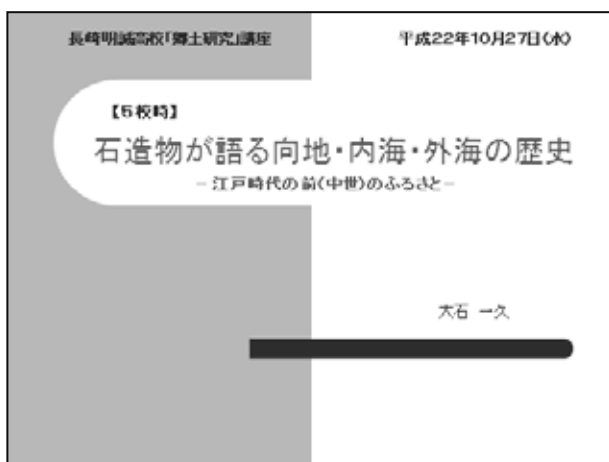 長崎明誠高校「郷土研究」講座
平成22年10月27日(水)
【5校時】
石造物が語る向地・内海・外海の歴史
－江戸時代の前(中世)のふるさと－
大石 一久